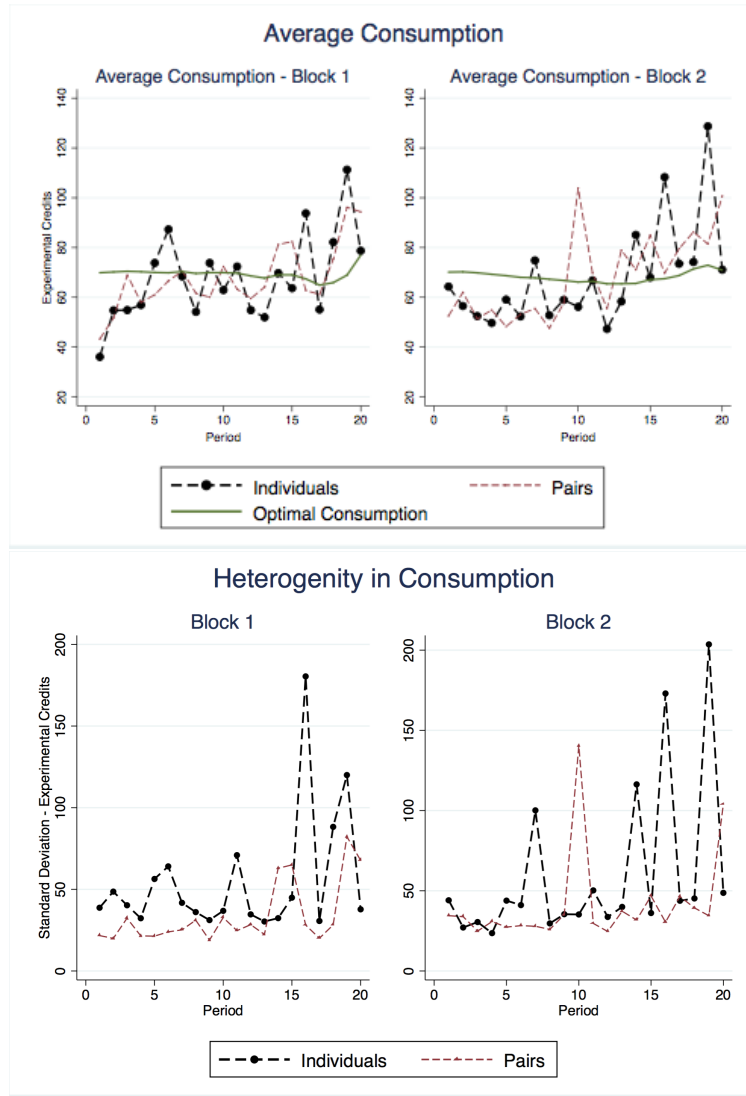 Average Consumption
Average Consumption - Block 1
Average Consumption - Block 2
Experimental Credits
140
120
100
80
60
40
20
0
5
10
15
20
Period
140
120
100
80
60
40
20
0
5
10
15
20
Period
Individuals
Pairs
Optimal Consumption
Heterogenity in Consumption
Block 1
Block 2
Standard Deviation - Experimental Credits
200
150
100
50
0
0
5
10
15
20
Period
200
150
100
50
0
0
5
10
15
20
Period
Individuals
Pairs